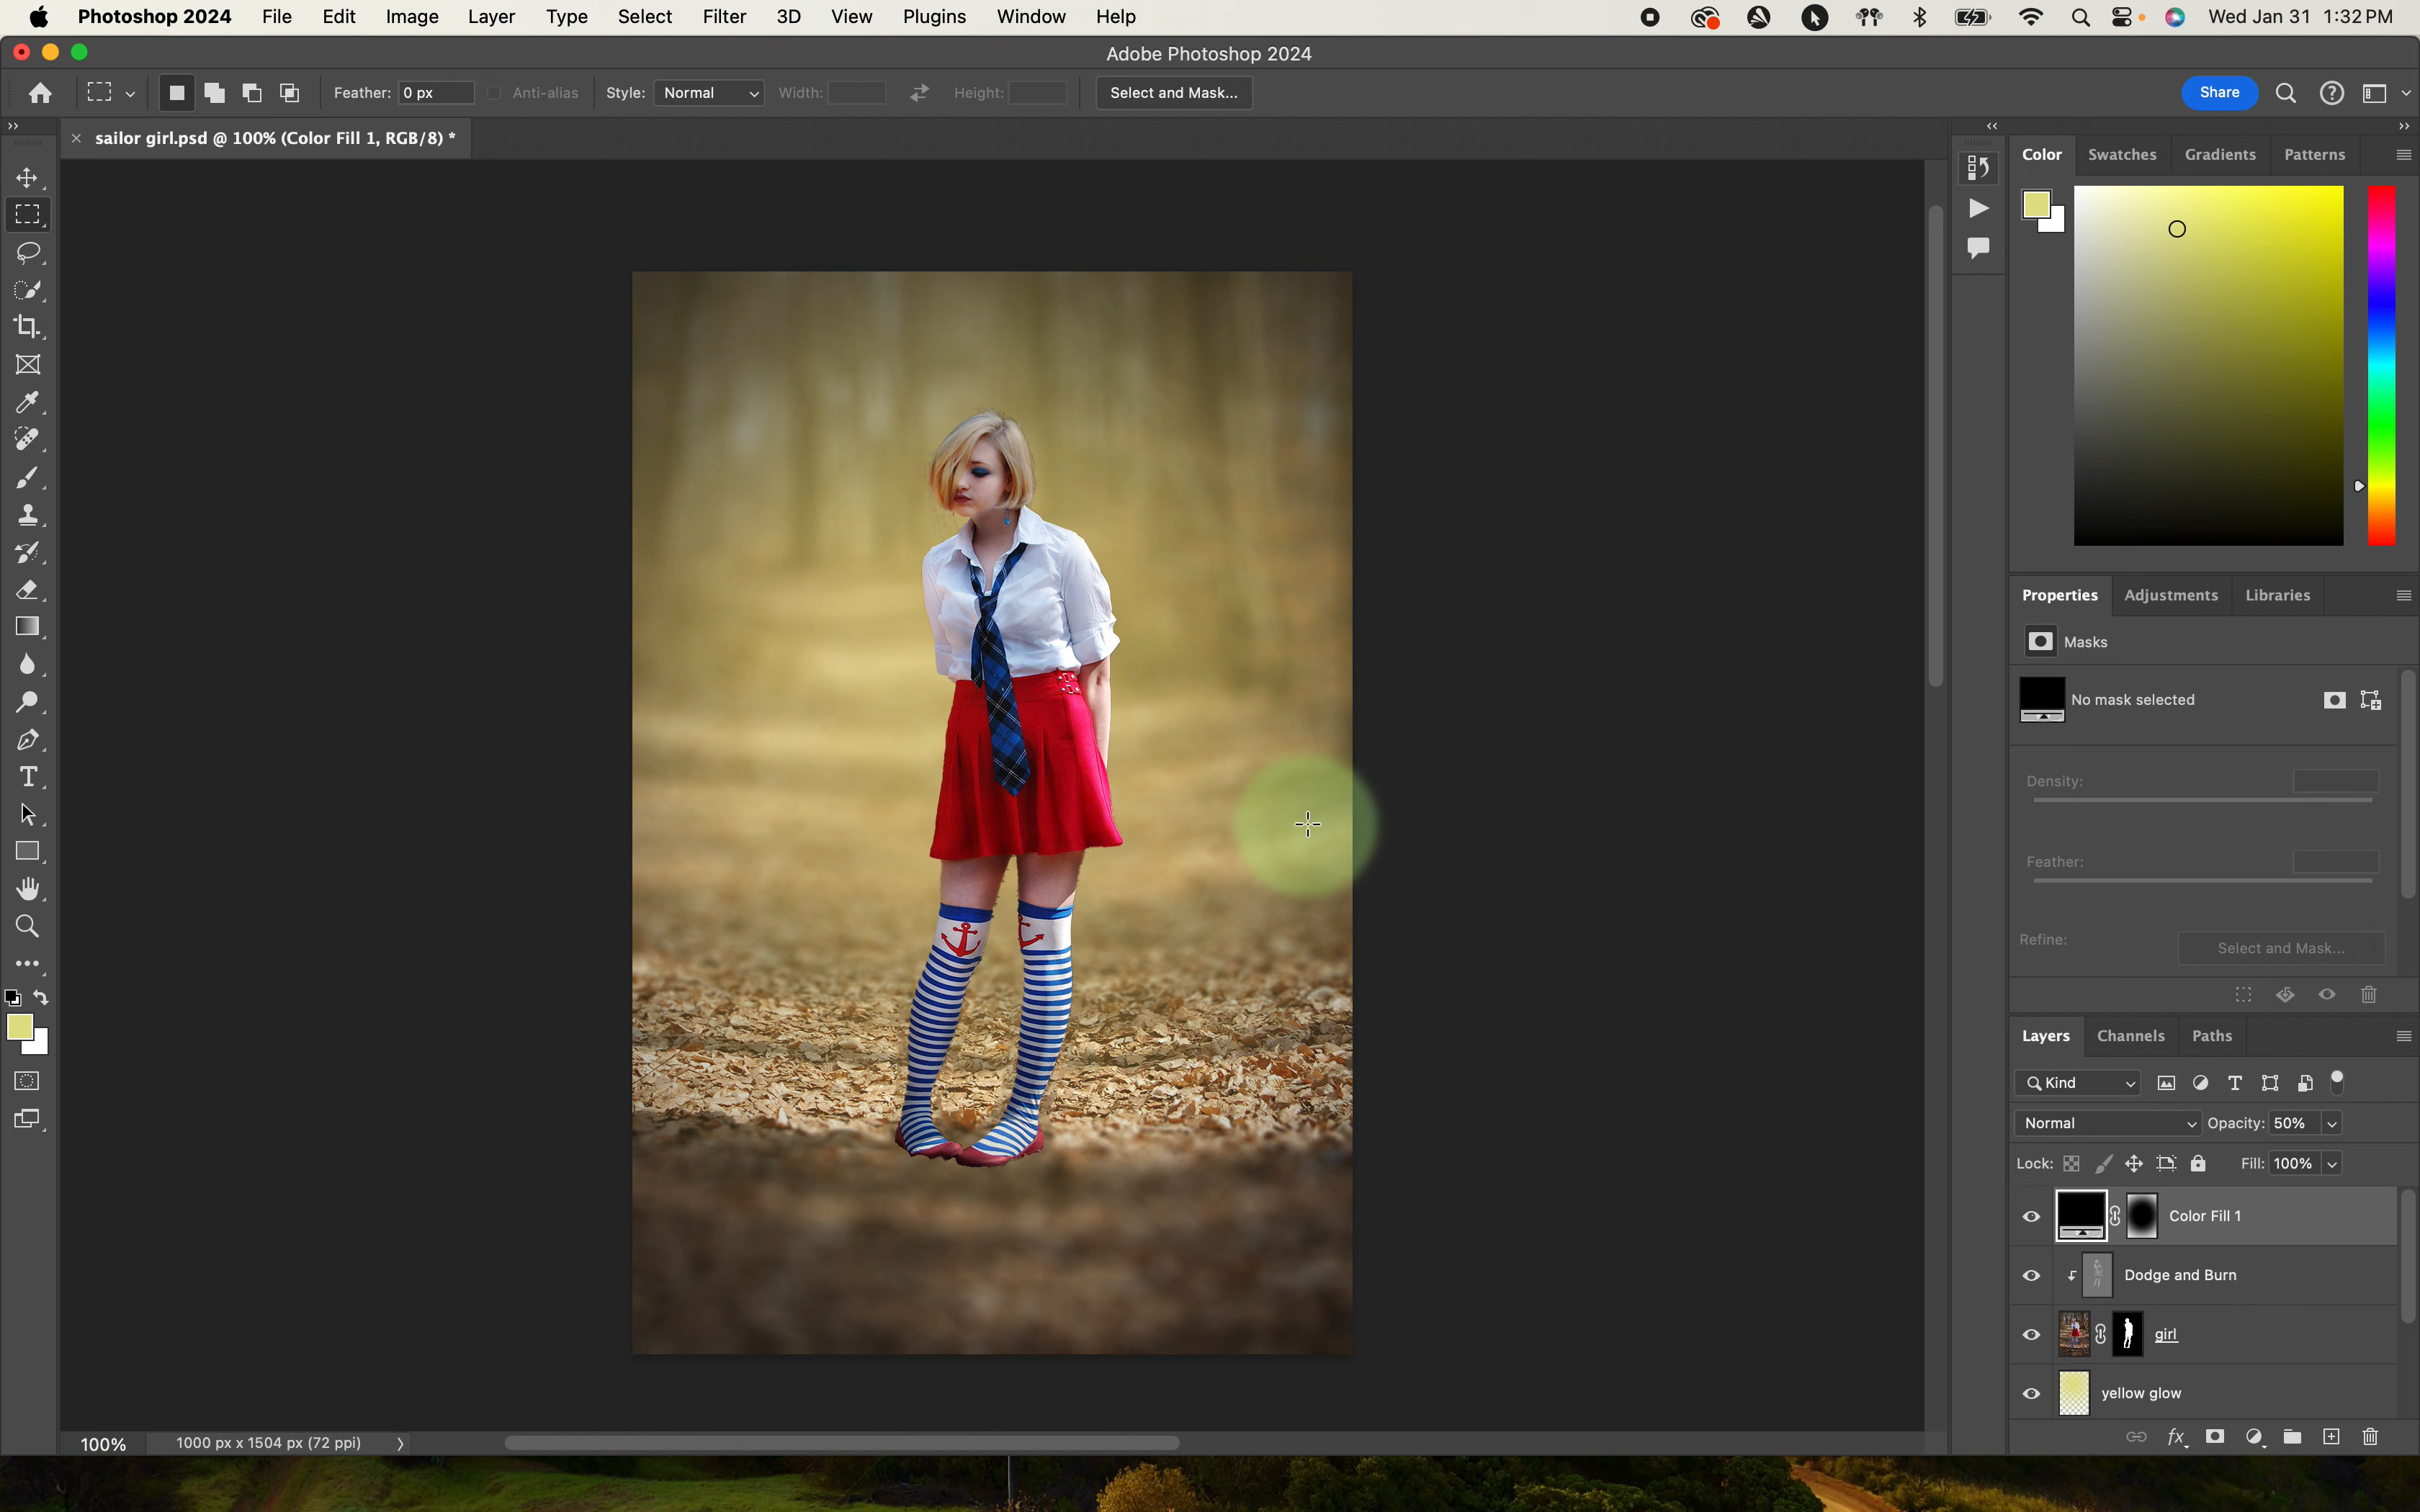 Photoshop 2024 File Edit Image Layer Type Select Filter 3D View Plugins Window Help Wed Jan 31 1:32 PM
Adobe Photoshop 2024
Feather: 0 px Anti-alias Style: Normal Width: Height: Select and Mask... Share
sailor girl.psd @ 100% (Color Fill 1, RGB/8) *
Color Swatches Gradients Patterns
Properties Adjustments Libraries
Masks
No mask selected
Density:
Feather:
Refine: Select and Mask...
Layers Channels Paths
Kind
Normal Opacity: 50%
Lock: Fill: 100%
Color Fill 1
Dodge and Burn
girl
yellow glow
100% 1000 px x 1504 px (72 ppi)